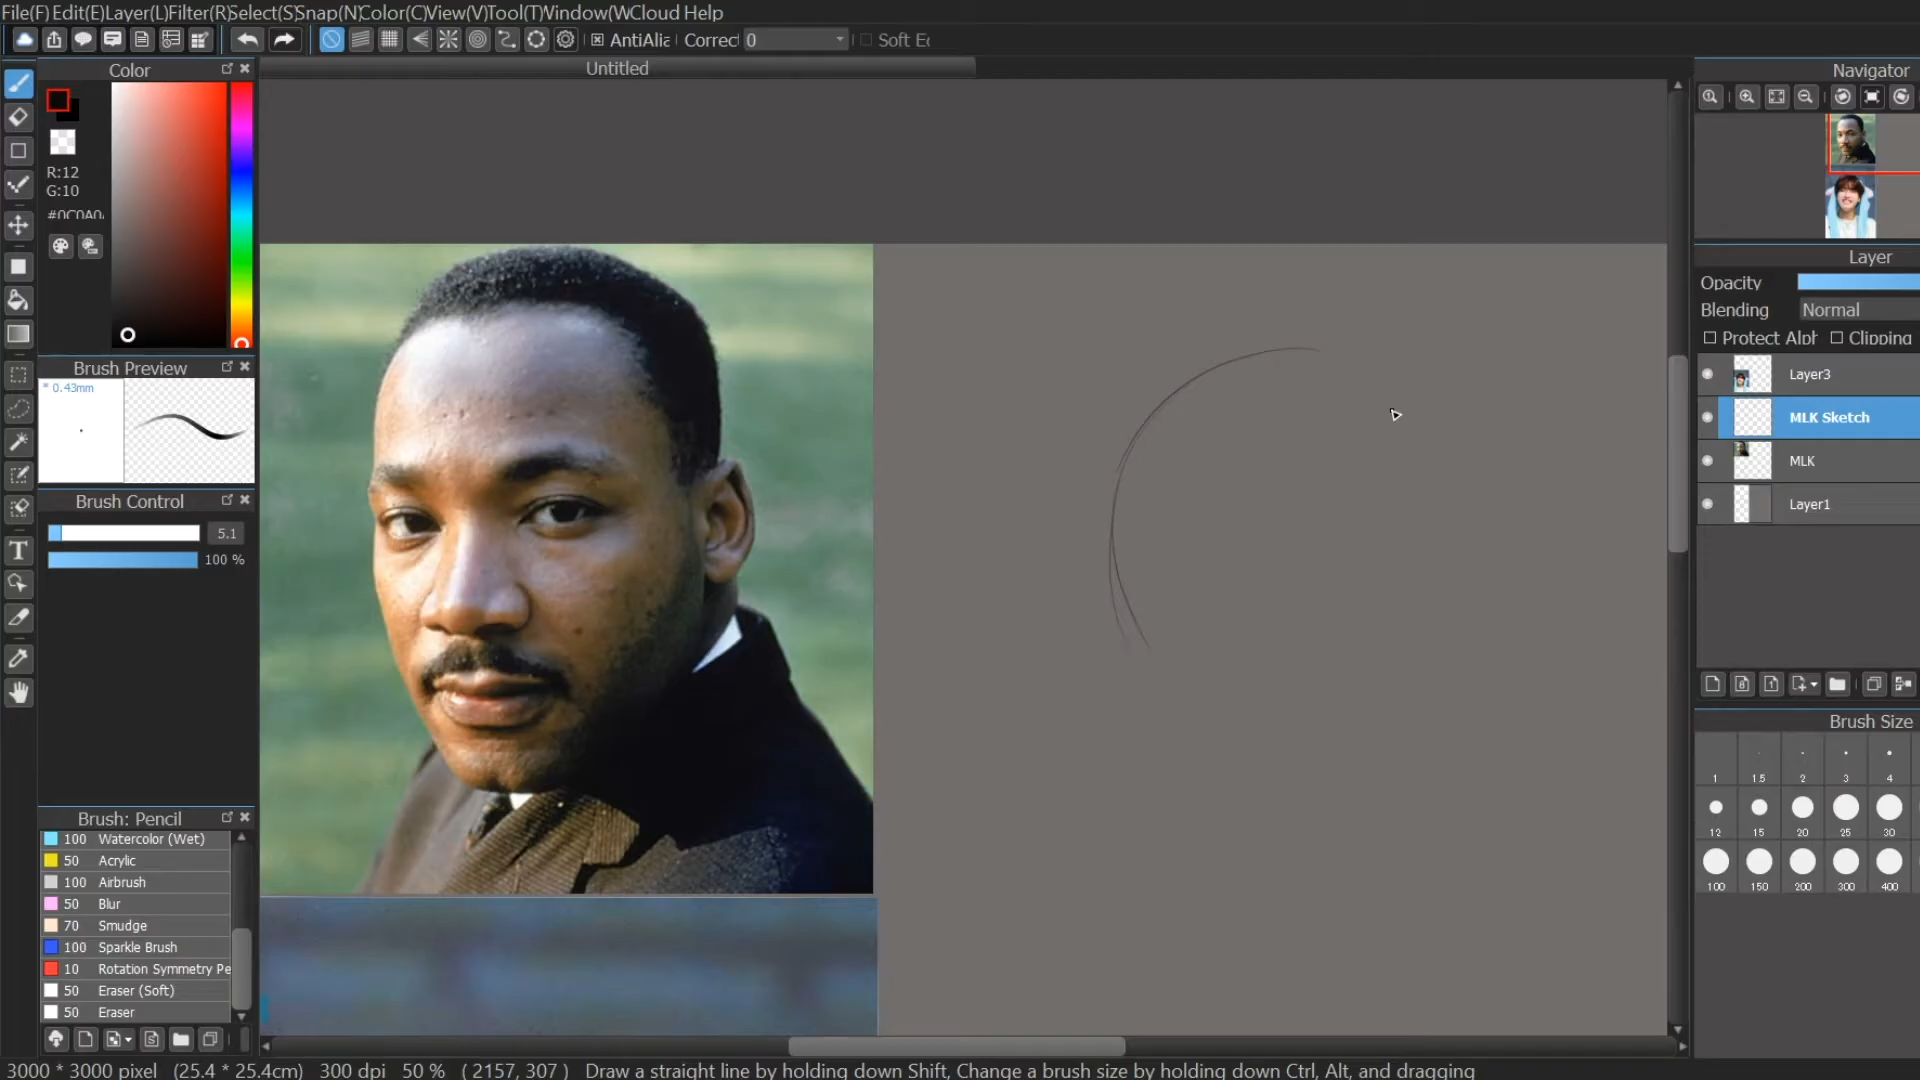 File(F) Edit(E) Layer(L) Filter(R) Select(S) Snap(N) Color(C) View(V) Tool(T) Window(W Cloud Help
AntiAlia Correct 0 Soft Ed
Color
Untitled
Navigator
R:12
G:10
#0C0A0
Layer
Opacity
Blending Normal
Protect Alph Clipping
Brush Preview
* 0.43mm
Layer3
MLK Sketch
MLK
Layer1
Brush Control
5.1
100 %
T
Brush Size
1 1.5 2 3 4
12 15 20 25 30
100 150 200 300 400
Brush: Pencil
100 Watercolor (Wet)
50 Acrylic
100 Airbrush
50 Blur
70 Smudge
100 Sparkle Brush
10 Rotation Symmetry Pe
50 Eraser (Soft)
50 Eraser
3000 * 3000 pixel (25.4 * 25.4cm) 300 dpi 50 % ( 2157, 307 ) Draw a straight line by holding down Shift, Change a brush size by holding down Ctrl, Alt, and dragging